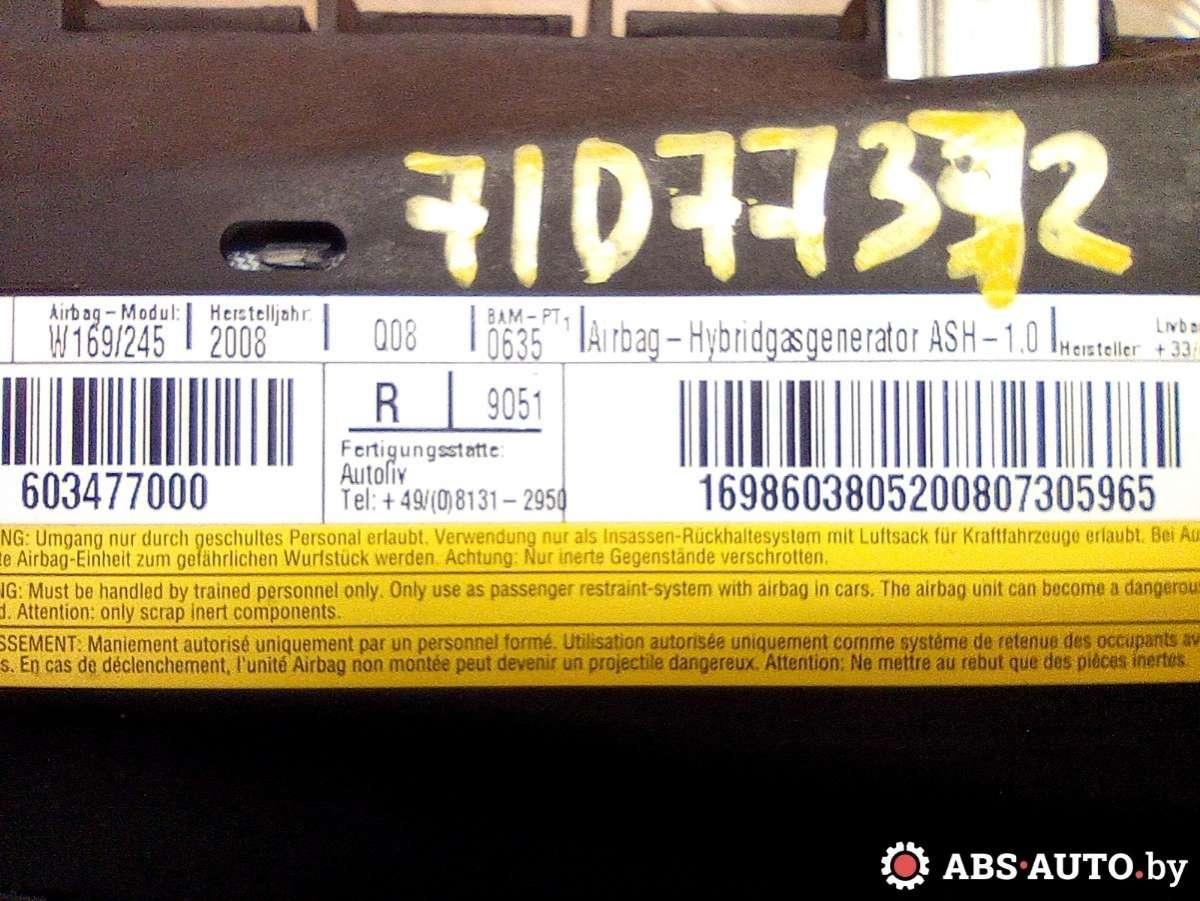 71077372
Airbag-Modul:
W169/245
Herstelljahr:
2008
Q08
BAM-PT1
0635
Airbag-Hybridgasgenerator ASH-1.0
Hersteller
+33/
603477000
R
9051
Fertigungsstatte:
Autoliv
Tel: +49/(0)8131-2950
1698603805200807305965
NG: Umgang nur durch geschultes Personal erlaubt. Verwendung nur als Insassen-Rückhaltesystem mit Luftsack für Kraftfahrzeuge erlaubt. Bei Au
te Airbag-Einheit zum gefährlichen Wurfstück werden. Achtung: Nur inerte Gegenstände verschrotten.
NG: Must be handled by trained personnel only. Only use as passenger restraint-system with airbag in cars. The airbag unit can become a dangerou
d. Attention: only scrap inert components.
SSEMENT: Maniement autorisé uniquement par un personnel formé. Utilisation autorisée uniquement comme système de retenue des occupants av
s. En cas de déclenchement, l'unité Airbag non montée peut devenir un projectile dangereux. Attention: Ne mettre au rebut que des pièces inertes.
ABS·AUTO.by